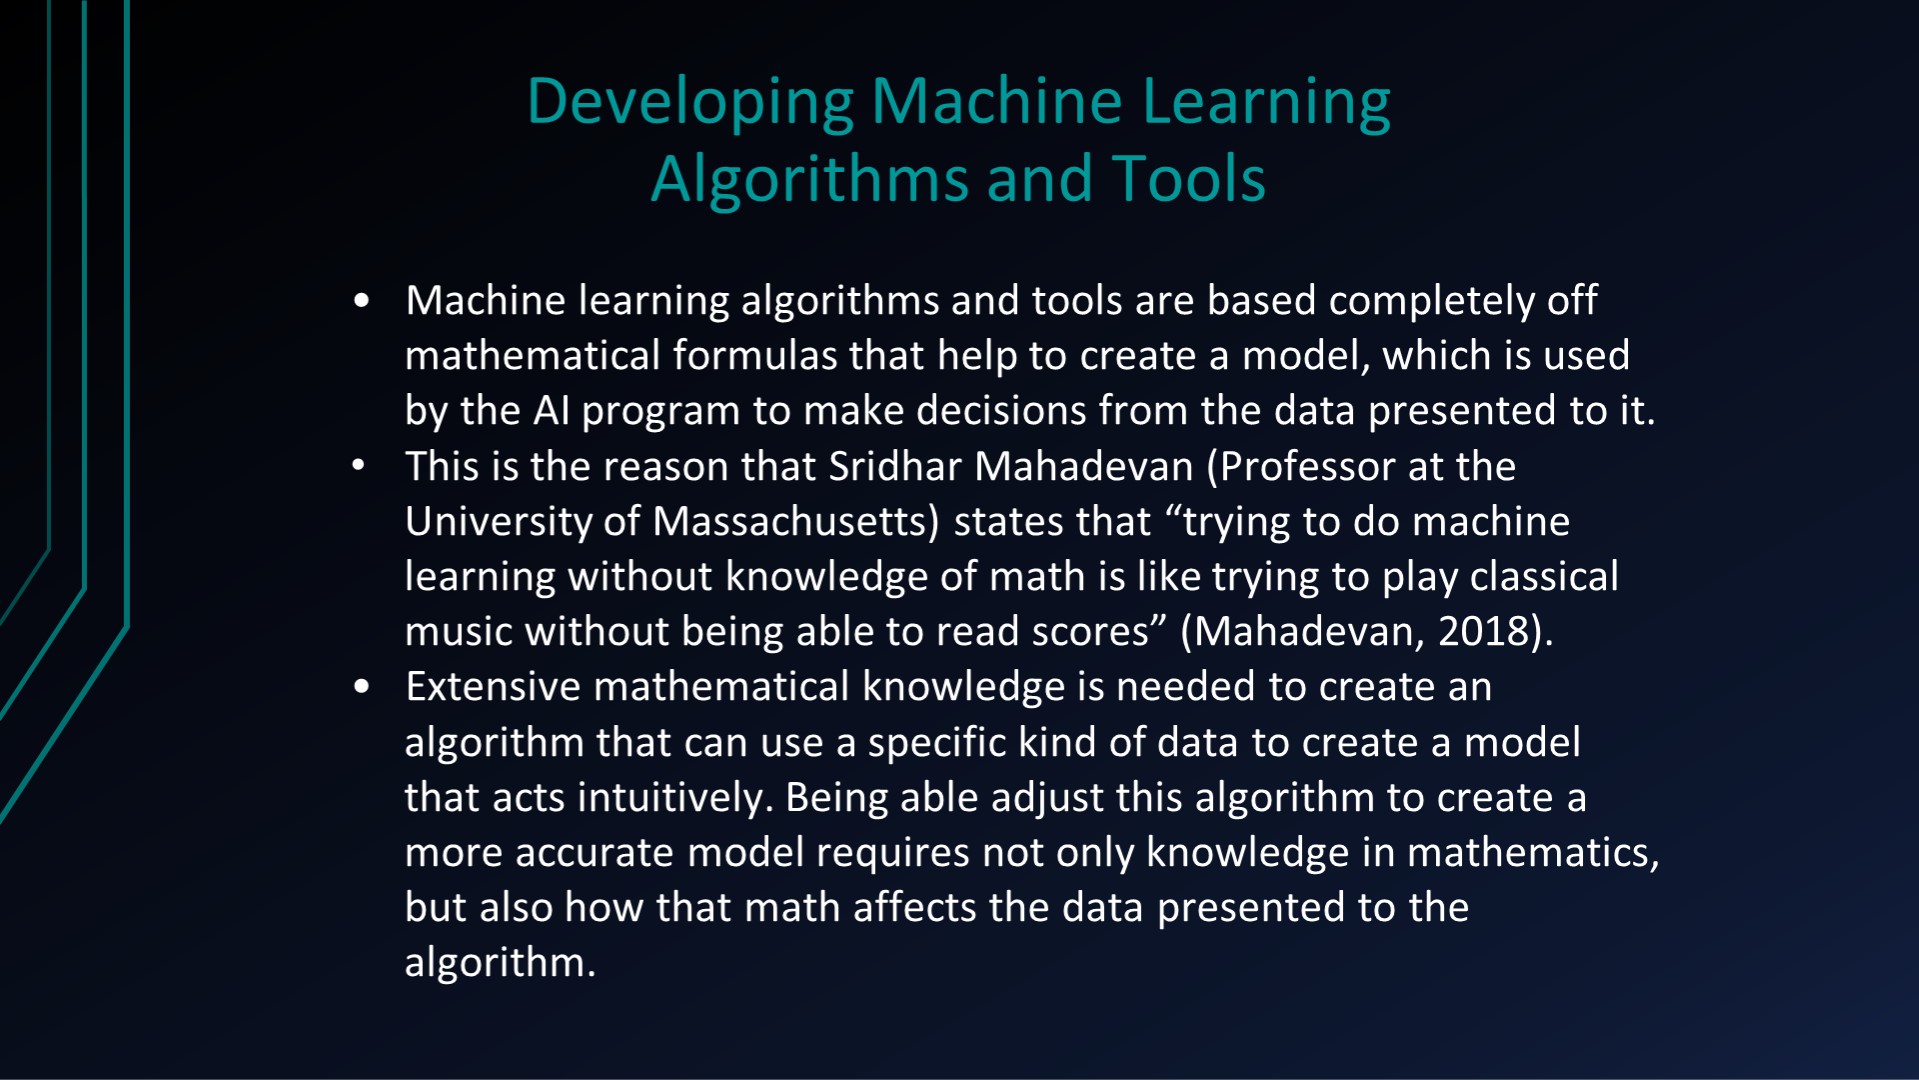 Developing Machine Learning
Algorithms and Tools
• Machine learning algorithms and tools are based completely off
mathematical formulas that help to create a model, which is used
by the AI program to make decisions from the data presented to it.
• This is the reason that Sridhar Mahadevan (Professor at the
University of Massachusetts) states that “trying to do machine
learning without knowledge of math is like trying to play classical
music without being able to read scores” (Mahadevan, 2018).
• Extensive mathematical knowledge is needed to create an
algorithm that can use a specific kind of data to create a model
that acts intuitively. Being able adjust this algorithm to create a
more accurate model requires not only knowledge in mathematics,
but also how that math affects the data presented to the
algorithm.